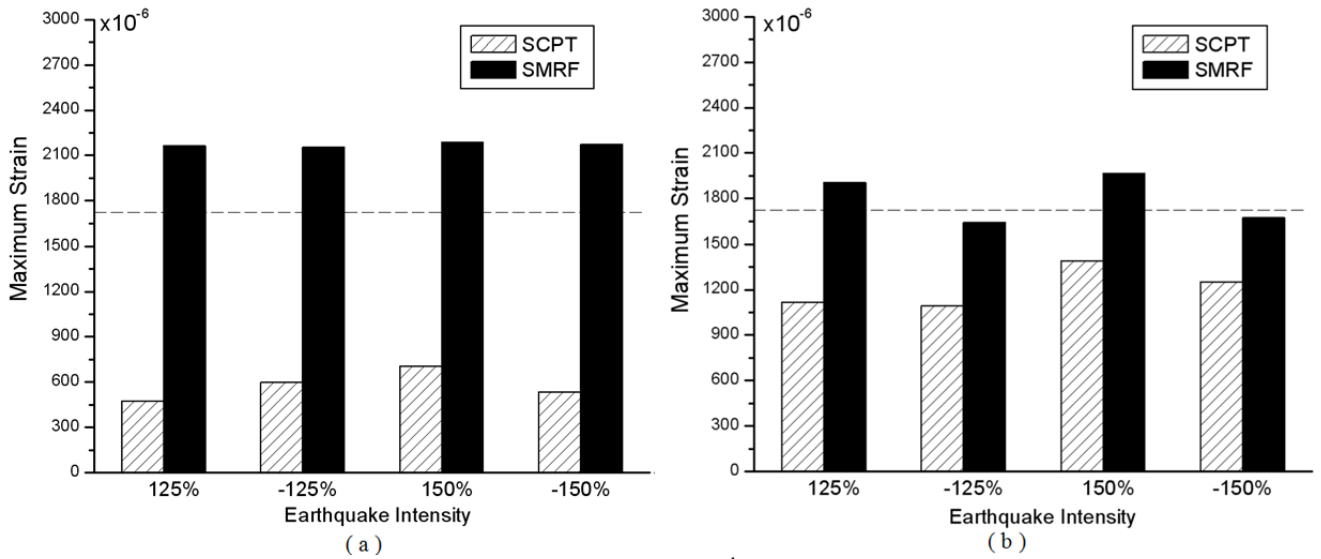 x10-6
SCPT
SMRF
3000
2700
2400
2100
1800
1500
1200
900
600
300
0
Maximum Strain
125%
-125%
150%
-150%
Earthquake Intensity
( a )
x10-6
SCPT
SMRF
3000
2700
2400
2100
1800
1500
1200
900
600
300
0
Maximum Strain
125%
-125%
150%
-150%
Earthquake Intensity
( b )